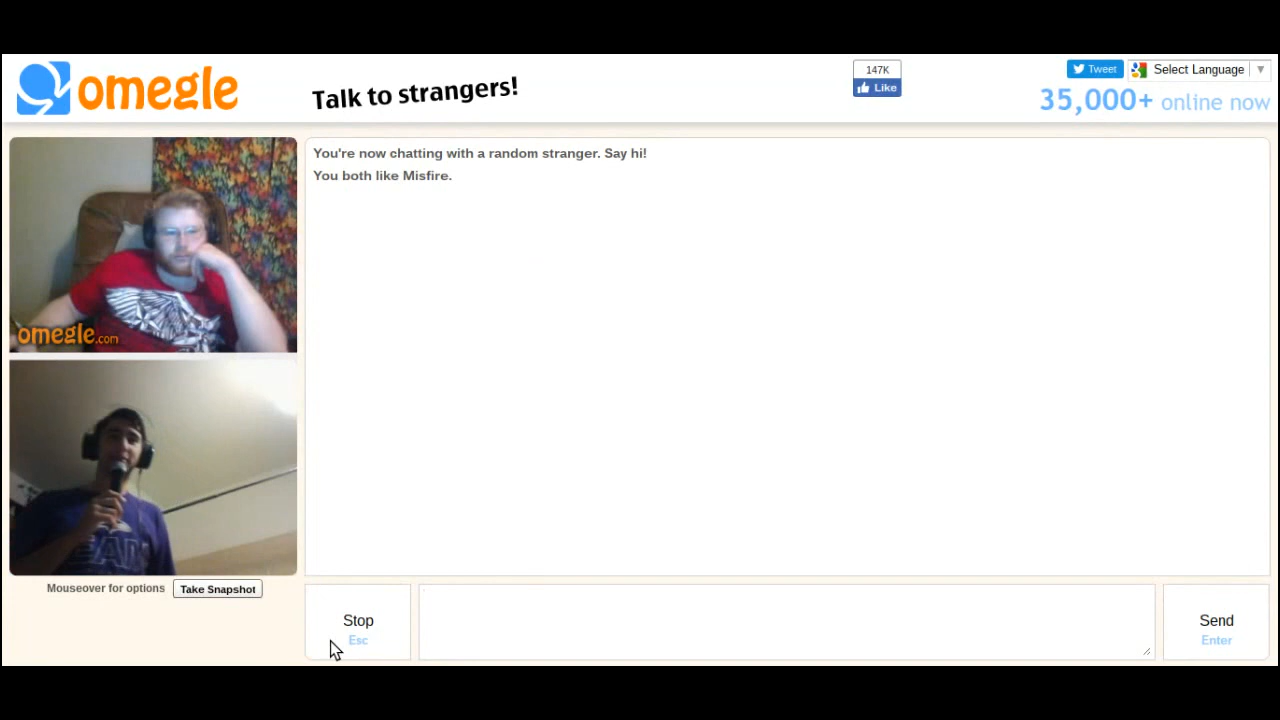 omegle
Talk to strangers!
147K
Like
Tweet
Select Language
35,000+ online now
omegle.com
You're now chatting with a random stranger. Say hi!
You both like Misfire.
Mouseover for options
Take Snapshot
Stop
Esc
Send
Enter